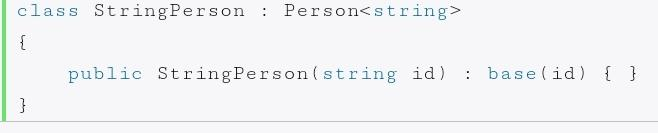 class StringPerson : Person<string>
{
    public StringPerson(string id) : base(id) { }
}